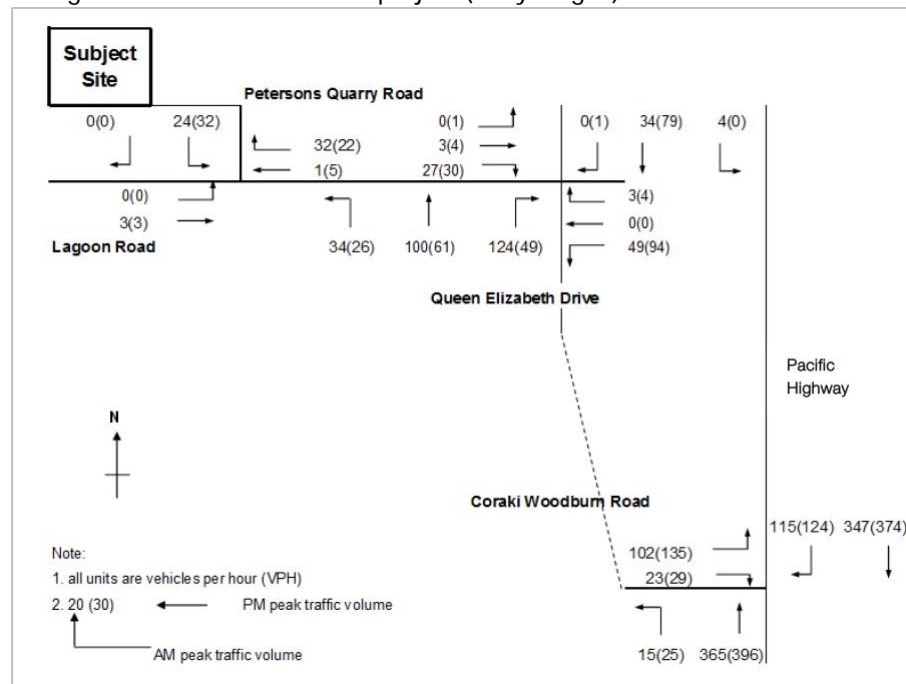 Subject
Site
Petersons Quarry Road
0(0) 24(32) 0(1) 0(1) 34(79) 4(0)
32(22) 3(4)
1(5) 27(30)
0(0) 3(4)
3(3) 0(0)
Lagoon Road 34(26) 100(61) 124(49) 49(94)
Queen Elizabeth Drive
Pacific
Highway
N
Coraki Woodburn Road
115(124) 347(374)
Note: 102(135)
1. all units are vehicles per hour (VPH) 23(29)
2. 20 (30) PM peak traffic volume
AM peak traffic volume 15(25) 365(396)